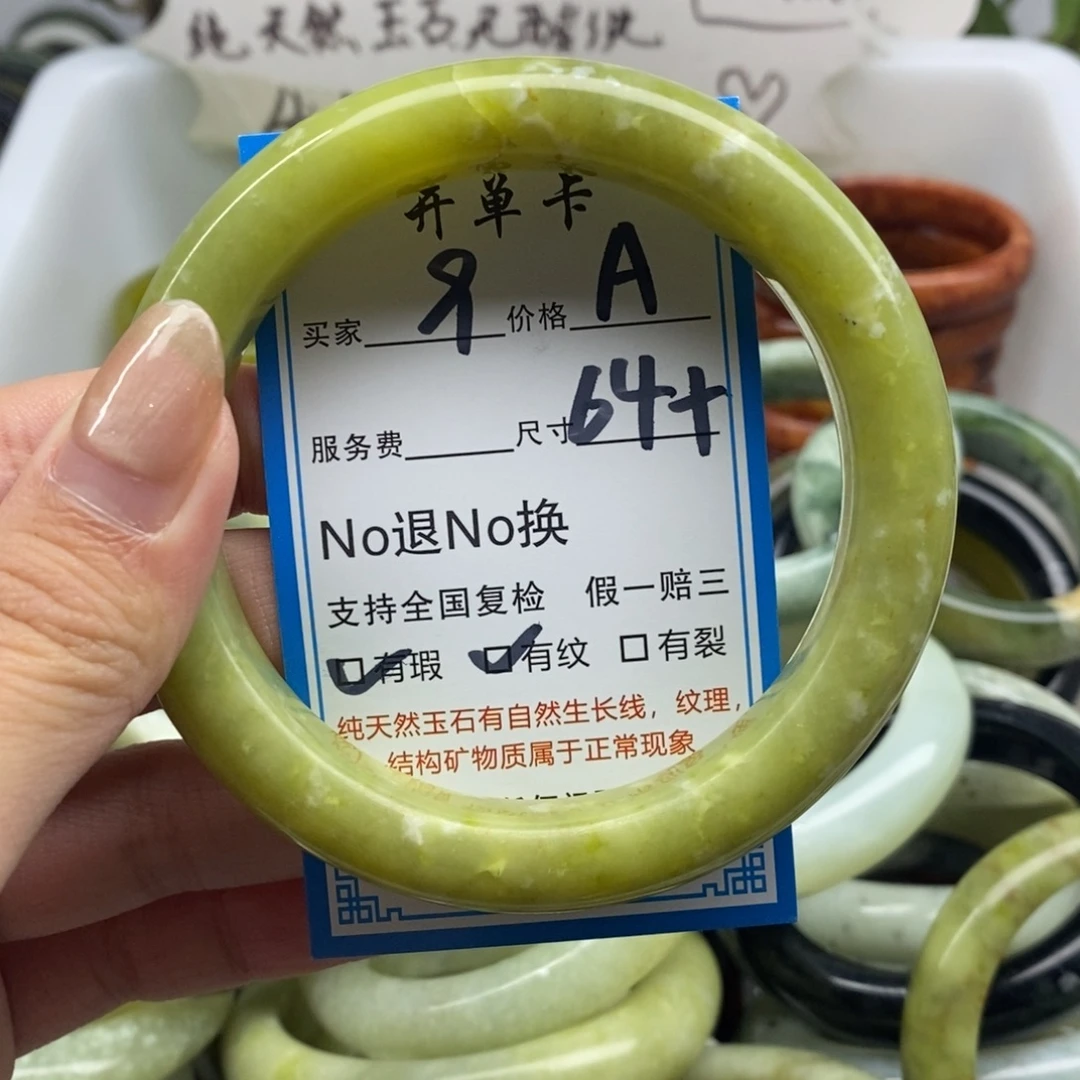 纯天然玉石无酸洗
开单卡
买家 价格 A
服务费 尺寸 64+
No退No换
支持全国复检 假一赔三
☑有瑕 ☑有纹 □有裂
纯天然玉石有自然生长线，纹理，
结构矿物质属于正常现象